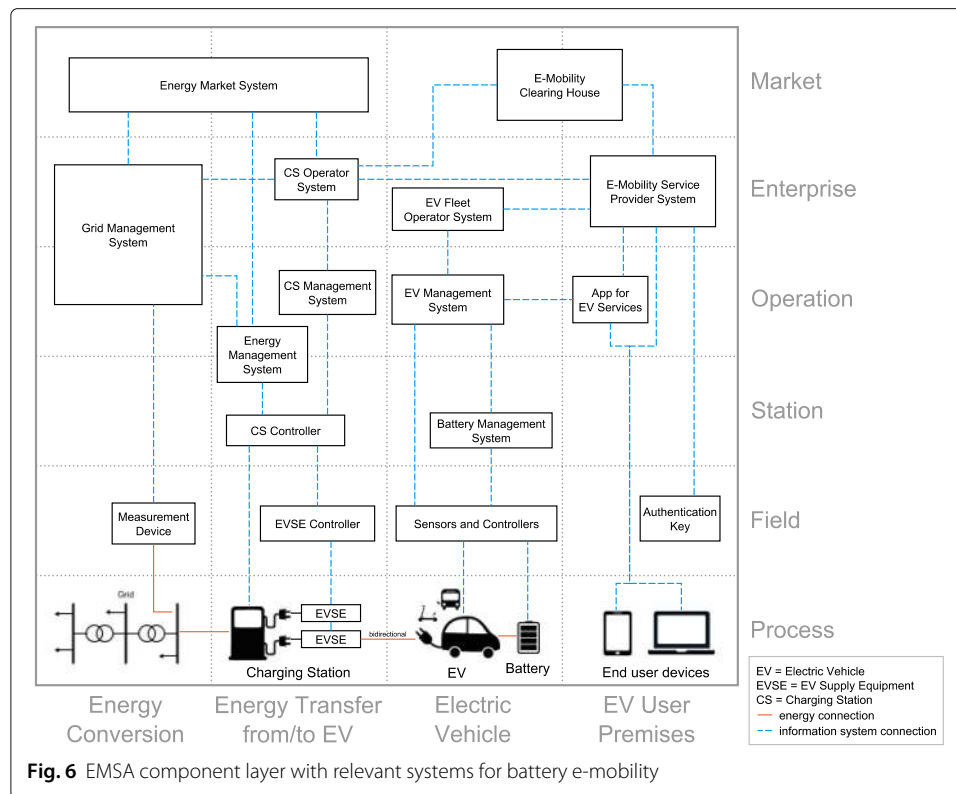 Energy Market System
E-Mobility
Clearing House
Market
CS Operator
System
E-Mobility Service
Provider System
Enterprise
EV Fleet
Operator System
Grid Management
System
CS Management
System
EV Management
System
App for
EV Services
Operation
Energy
Management
System
CS Controller
Battery Management
System
Station
Measurement
Device
EVSE Controller
Sensors and Controllers
Authentication
Key
Field
Grid
EVSE
EVSE
bidirectional
Process
Charging Station
EV
Battery
End user devices
EV = Electric Vehicle
EVSE = EV Supply Equipment
CS = Charging Station
energy connection
information system connection
Energy
Conversion
Energy Transfer
from/to EV
Electric
Vehicle
EV User
Premises
Fig. 6 EMSA component layer with relevant systems for battery e-mobility